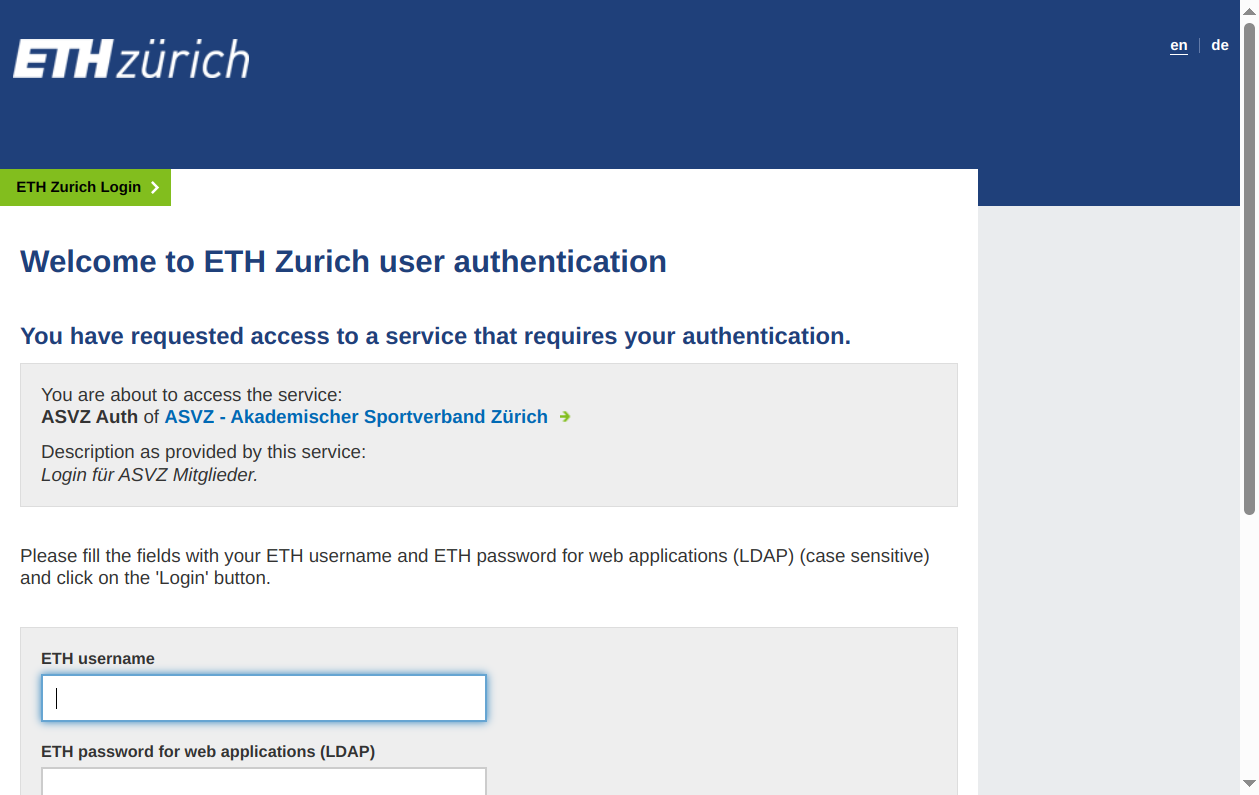 ETH zürich
en
de
ETH Zurich Login
Welcome to ETH Zurich user authentication
You have requested access to a service that requires your authentication.
You are about to access the service:
ASVZ Auth of ASVZ - Akademischer Sportverband Zürich
Description as provided by this service:
Login für ASVZ Mitglieder.
Please fill the fields with your ETH username and ETH password for web applications (LDAP) (case sensitive)
and click on the 'Login' button.
ETH username
ETH password for web applications (LDAP)